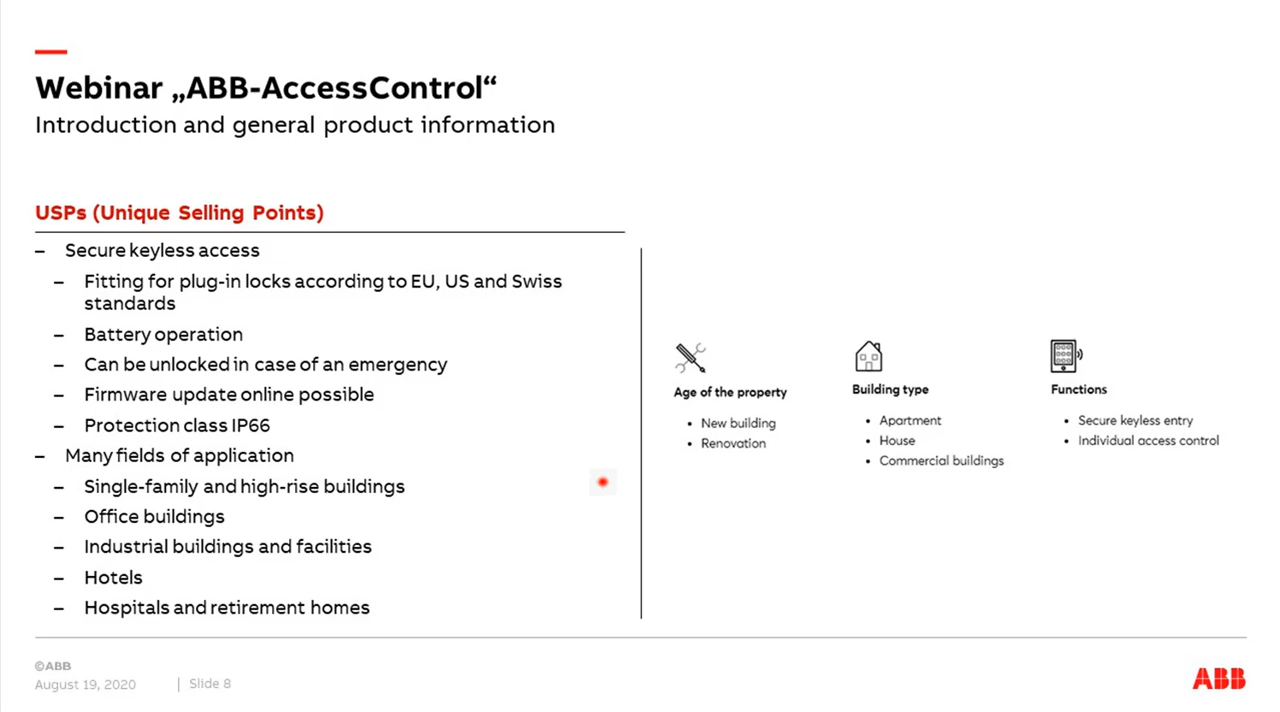 Webinar „ABB-AccessControl“
Introduction and general product information
USPs (Unique Selling Points)
– Secure keyless access
– Fitting for plug-in locks according to EU, US and Swiss
standards
– Battery operation
– Can be unlocked in case of an emergency
– Firmware update online possible
– Protection class IP66
– Many fields of application
– Single-family and high-rise buildings
– Office buildings
– Industrial buildings and facilities
– Hotels
– Hospitals and retirement homes
Age of the property
• New building
• Renovation
Building type
• Apartment
• House
• Commercial buildings
Functions
• Secure keyless entry
• Individual access control
©ABB
August 19, 2020 | Slide 8
ABB